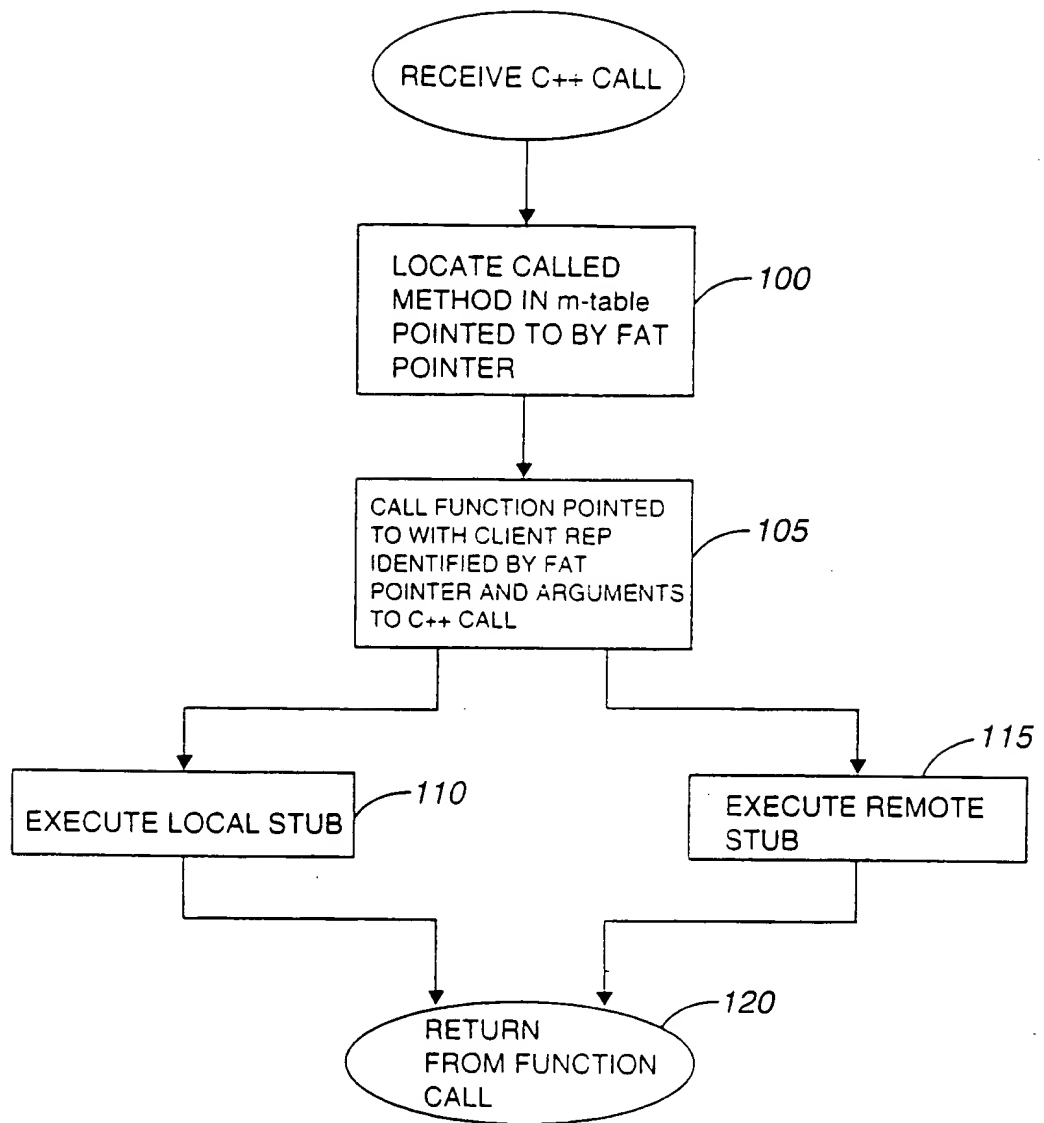 RECEIVE C++ CALL
LOCATE CALLED
METHOD IN m-table
POINTED TO BY FAT
POINTER
100
CALL FUNCTION POINTED
TO WITH CLIENT REP
IDENTIFIED BY FAT
POINTER AND ARGUMENTS
TO C++ CALL
105
EXECUTE LOCAL STUB
110
EXECUTE REMOTE
STUB
115
RETURN
FROM FUNCTION
CALL
120